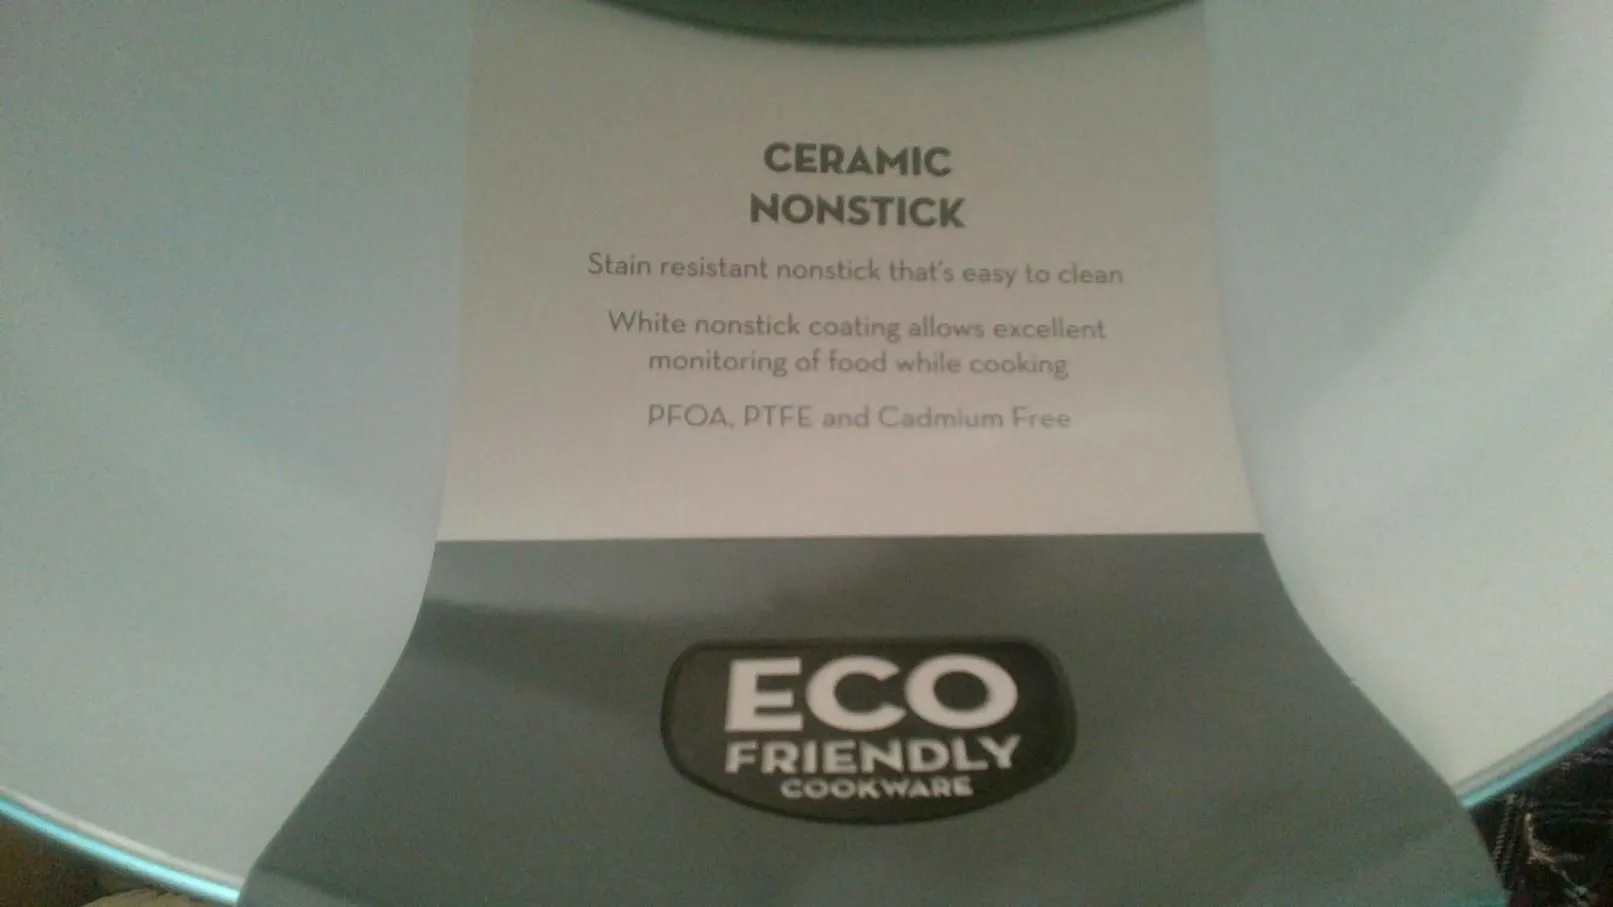 CERAMIC
NONSTICK
Stain resistant nonstick that's easy to clean
White nonstick coating allows excellent
monitoring of food while cooking
PFOA, PTFE and Cadmium Free
ECO
FRIENDLY
COOKWARE